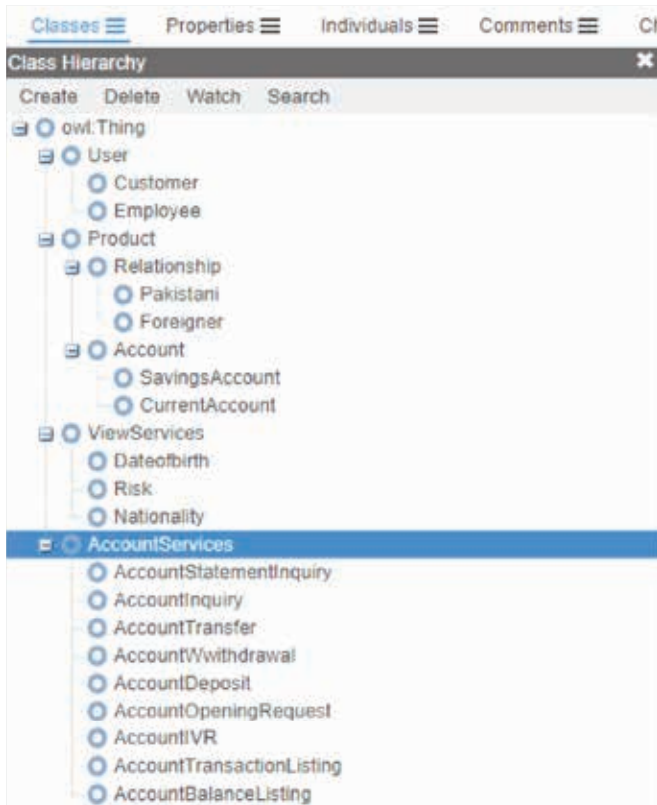 Classes Properties Individuals Comments Cl
Class Hierarchy
Create Delete Watch Search
owl:Thing
User
Customer
Employee
Product
Relationship
Pakistani
Foreigner
Account
SavingsAccount
CurrentAccount
ViewServices
Dateofbirth
Risk
Nationality
AccountServices
AccountStatementInquiry
AccountInquiry
AccountTransfer
AccountWwithdrawal
AccountDeposit
AccountOpeningRequest
AccountIVR
AccountTransactionListing
AccountBalanceListing